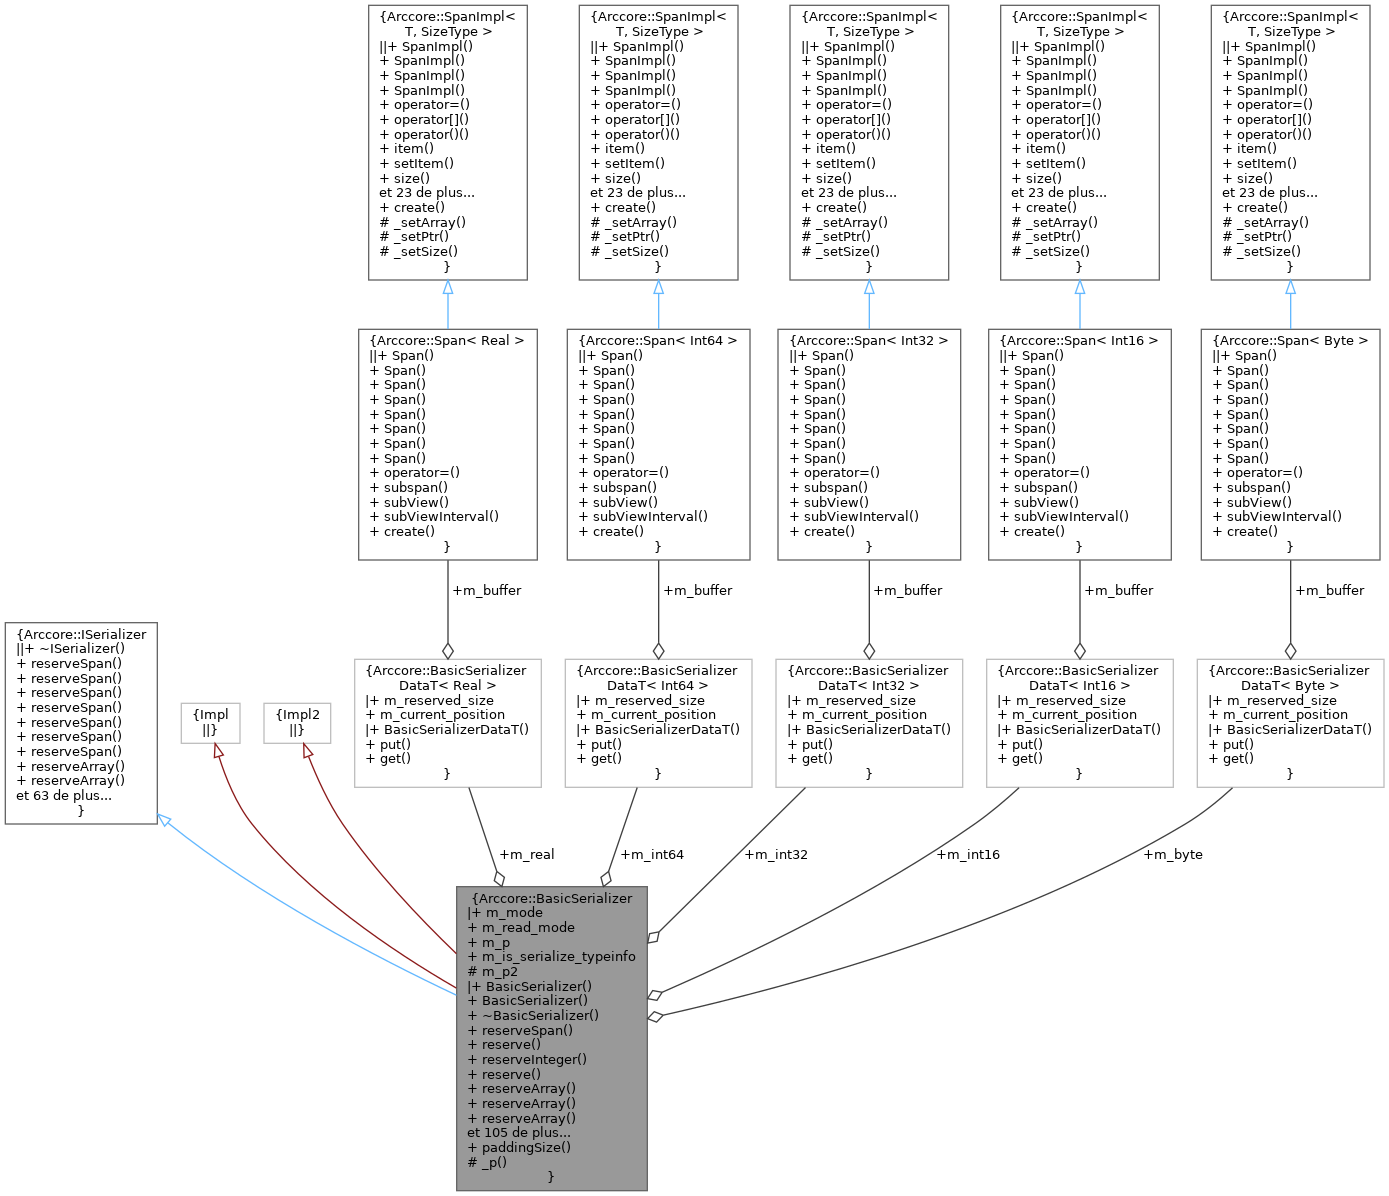 {Arccore::SpanImpl<
T, SizeType >
||+ SpanImpl()
+ SpanImpl()
+ SpanImpl()
+ SpanImpl()
+ operator=()
+ operator[]()
+ operator()()
+ item()
+ setItem()
+ size()
et 23 de plus...
+ create()
# _setArray()
# _setPtr()
# _setSize()
}
{Arccore::SpanImpl<
T, SizeType >
||+ SpanImpl()
+ SpanImpl()
+ SpanImpl()
+ SpanImpl()
+ operator=()
+ operator[]()
+ operator()()
+ item()
+ setItem()
+ size()
et 23 de plus...
+ create()
# _setArray()
# _setPtr()
# _setSize()
}
{Arccore::SpanImpl<
T, SizeType >
||+ SpanImpl()
+ SpanImpl()
+ SpanImpl()
+ SpanImpl()
+ operator=()
+ operator[]()
+ operator()()
+ item()
+ setItem()
+ size()
et 23 de plus...
+ create()
# _setArray()
# _setPtr()
# _setSize()
}
{Arccore::SpanImpl<
T, SizeType >
||+ SpanImpl()
+ SpanImpl()
+ SpanImpl()
+ SpanImpl()
+ operator=()
+ operator[]()
+ operator()()
+ item()
+ setItem()
+ size()
et 23 de plus...
+ create()
# _setArray()
# _setPtr()
# _setSize()
}
{Arccore::SpanImpl<
T, SizeType >
||+ SpanImpl()
+ SpanImpl()
+ SpanImpl()
+ SpanImpl()
+ operator=()
+ operator[]()
+ operator()()
+ item()
+ setItem()
+ size()
et 23 de plus...
+ create()
# _setArray()
# _setPtr()
# _setSize()
}
{Arccore::Span< Real >
||+ Span()
+ Span()
+ Span()
+ Span()
+ Span()
+ Span()
+ Span()
+ Span()
+ operator=()
+ subspan()
+ subView()
+ subViewInterval()
+ create()
}
{Arccore::Span< Int64 >
||+ Span()
+ Span()
+ Span()
+ Span()
+ Span()
+ Span()
+ Span()
+ Span()
+ operator=()
+ subspan()
+ subView()
+ subViewInterval()
+ create()
}
{Arccore::Span< Int32 >
||+ Span()
+ Span()
+ Span()
+ Span()
+ Span()
+ Span()
+ Span()
+ Span()
+ operator=()
+ subspan()
+ subView()
+ subViewInterval()
+ create()
}
{Arccore::Span< Int16 >
||+ Span()
+ Span()
+ Span()
+ Span()
+ Span()
+ Span()
+ Span()
+ Span()
+ operator=()
+ subspan()
+ subView()
+ subViewInterval()
+ create()
}
{Arccore::Span< Byte >
||+ Span()
+ Span()
+ Span()
+ Span()
+ Span()
+ Span()
+ Span()
+ Span()
+ operator=()
+ subspan()
+ subView()
+ subViewInterval()
+ create()
}
+m_buffer
+m_buffer
+m_buffer
+m_buffer
+m_buffer
{Arccore::ISerializer
||+ ~ISerializer()
+ reserveSpan()
+ reserveSpan()
+ reserveSpan()
+ reserveSpan()
+ reserveSpan()
+ reserveSpan()
+ reserveSpan()
+ reserveArray()
+ reserveArray()
et 63 de plus...
}
{Impl
||}
{Impl2
||}
{Arccore::BasicSerializer
DataT< Real >
|+ m_reserved_size
+ m_current_position
|+ BasicSerializerDataT()
+ put()
+ get()
}
{Arccore::BasicSerializer
DataT< Int64 >
|+ m_reserved_size
+ m_current_position
|+ BasicSerializerDataT()
+ put()
+ get()
}
{Arccore::BasicSerializer
DataT< Int32 >
|+ m_reserved_size
+ m_current_position
|+ BasicSerializerDataT()
+ put()
+ get()
}
{Arccore::BasicSerializer
DataT< Int16 >
|+ m_reserved_size
+ m_current_position
|+ BasicSerializerDataT()
+ put()
+ get()
}
{Arccore::BasicSerializer
DataT< Byte >
|+ m_reserved_size
+ m_current_position
|+ BasicSerializerDataT()
+ put()
+ get()
}
+m_real
+m_int64
+m_int32
+m_int16
+m_byte
{Arccore::BasicSerializer
|+ m_mode
+ m_read_mode
+ m_p
+ m_is_serialize_typeinfo
# m_p2
|+ BasicSerializer()
+ BasicSerializer()
+ ~BasicSerializer()
+ reserveSpan()
+ reserve()
+ reserveInteger()
+ reserve()
+ reserveArray()
+ reserveArray()
+ reserveArray()
et 105 de plus...
+ paddingSize()
# _p()
}